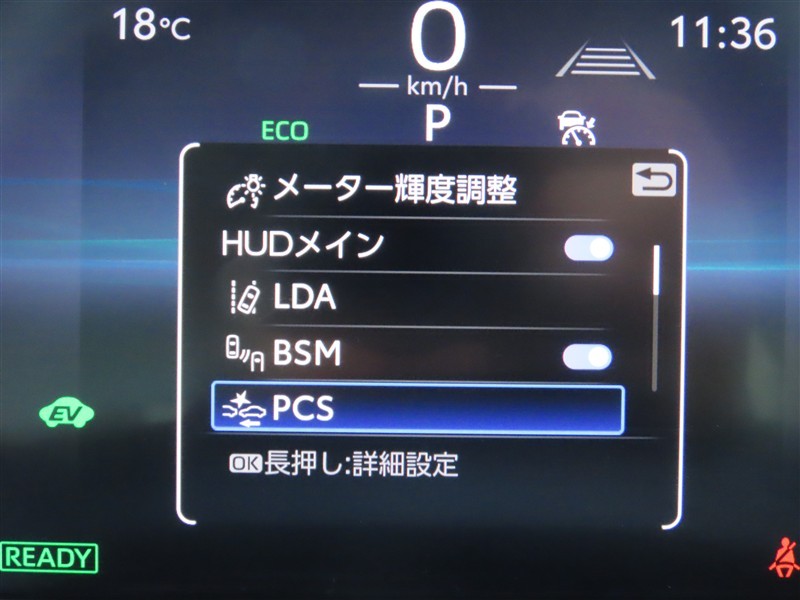 18℃
0
11:36
km/h
ECO
P
メーター輝度調整
HUDメイン
LDA
BSM
PCS
EV
OK長押し:詳細設定
READY